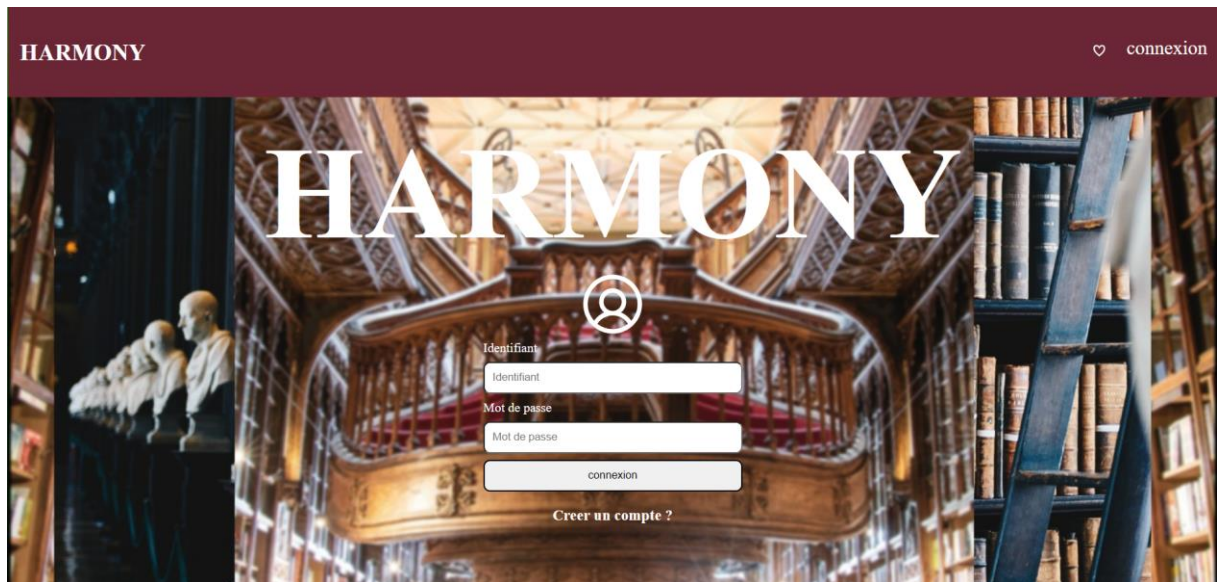 HARMONY
connexion
HARMONY
Identifiant
Identifiant
Mot de passe
Mot de passe
connexion
Creer un compte ?